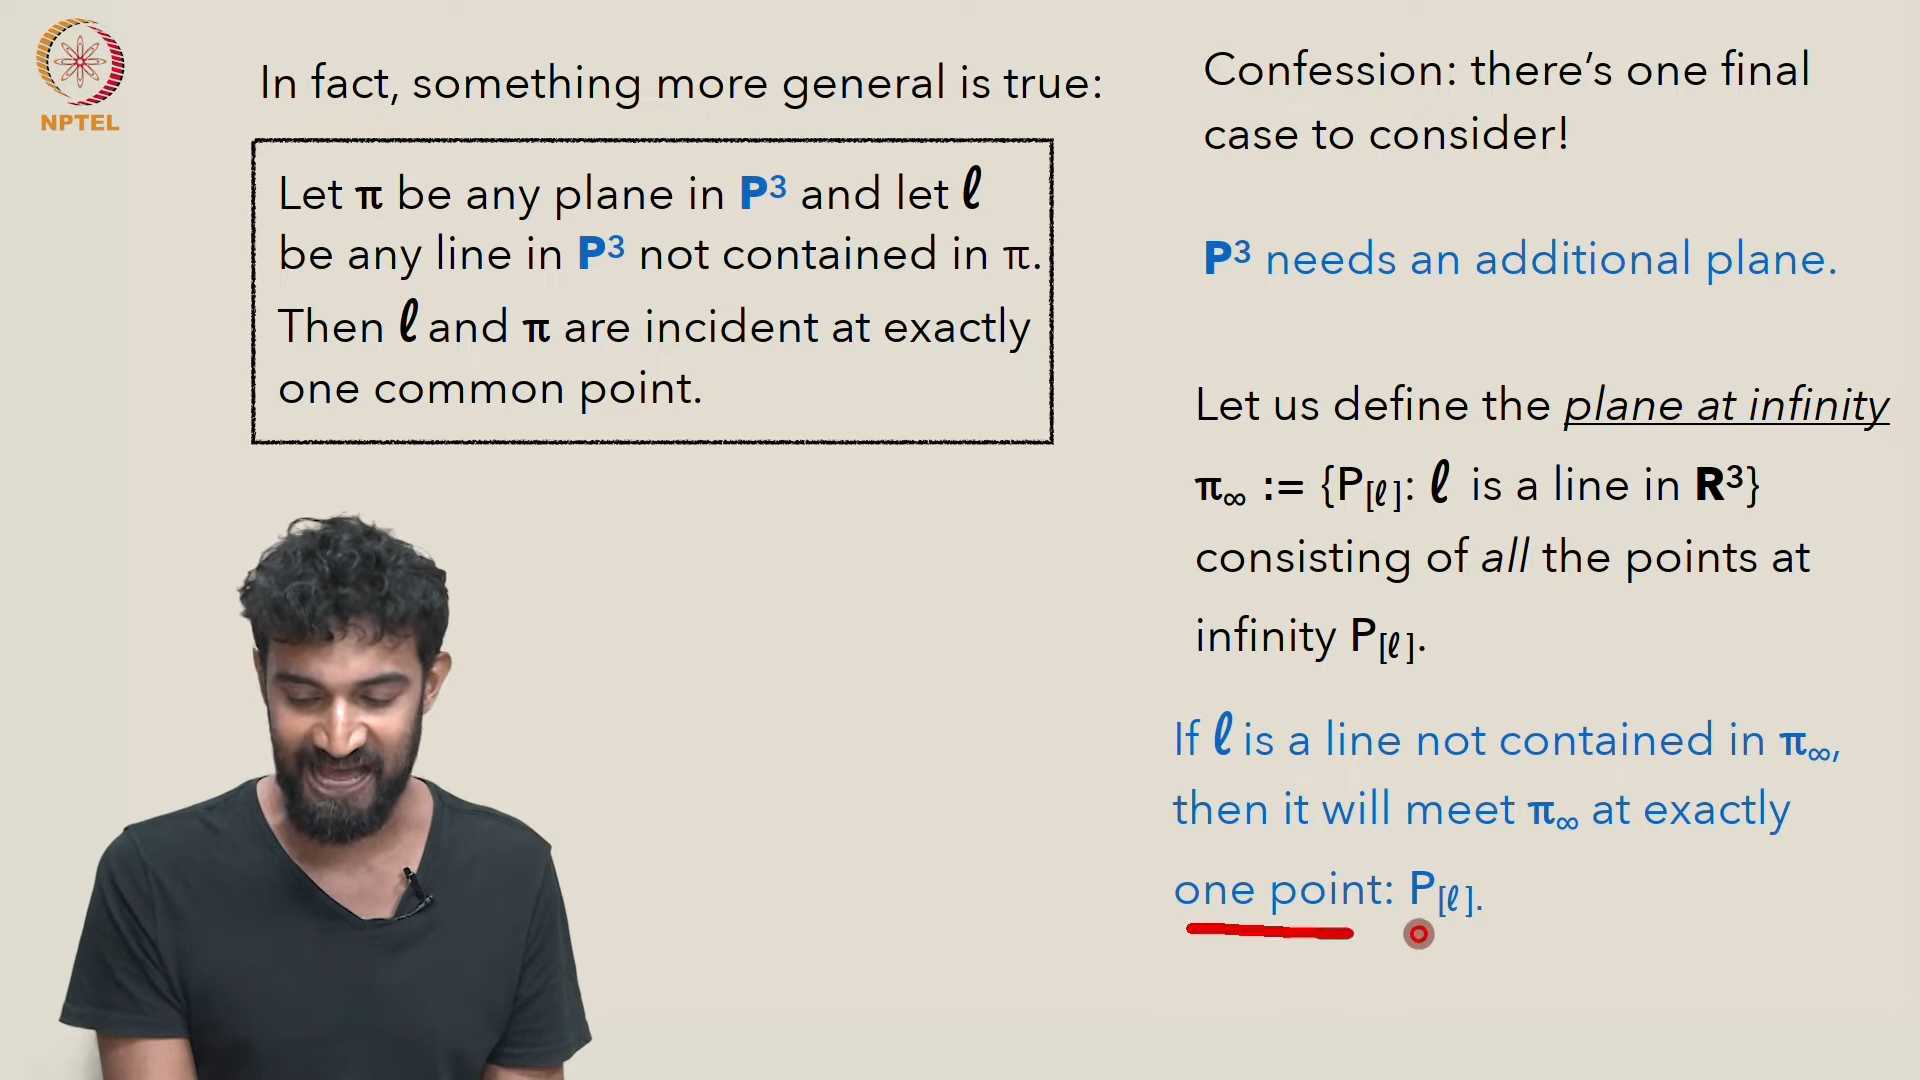 NPTEL
In fact, something more general is true:
Let π be any plane in P³ and let ℓ
be any line in P³ not contained in π.
Then ℓ and π are incident at exactly
one common point.
Confession: there’s one final
case to consider!
P³ needs an additional plane.
Let us define the plane at infinity
π∞ := {P[ℓ]: ℓ is a line in R³}
consisting of all the points at
infinity P[ℓ].
If ℓ is a line not contained in π∞,
then it will meet π∞ at exactly
one point: P[ℓ].